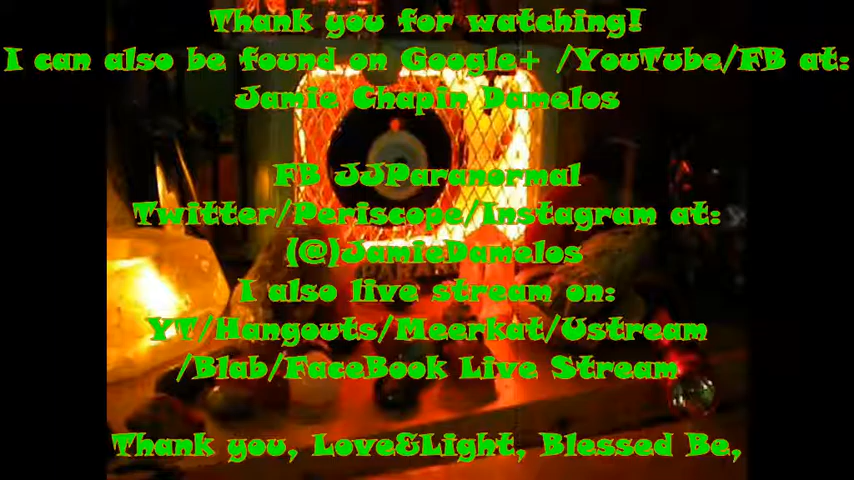 Thank you for watching!
I can also be found on Google+ /YouTube/FB at:
Jamie Chapin Damelos
FB JJParanormal
Twitter/Periscope/Instagram at:
(@)JamieDamelos
I also live stream on:
YT/Hangouts/Meerkat/Ustream
/Blab/FaceBook Live Stream
Thank you, Love&Light, Blessed Be,